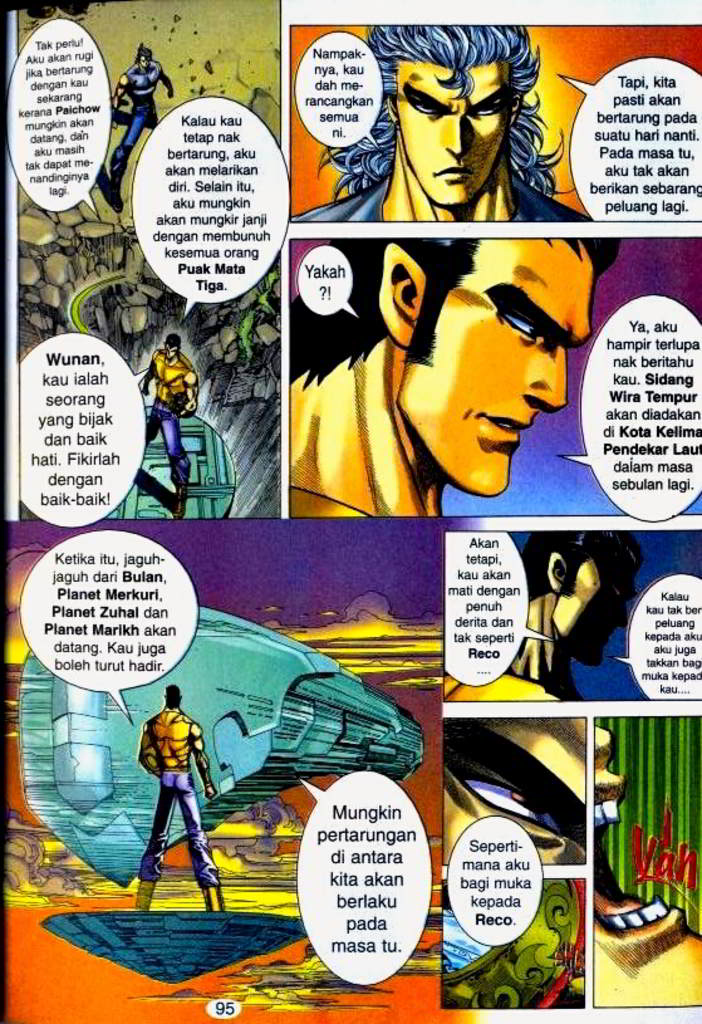 Tak perlu!
Aku akan rugi
jika bertarung
dengan kau
sekarang
kerana Paichow
mungkin akan
datang, dan
aku masih
tak dapat me-
nandinginya
lagi.
Kalau kau
tetap nak
bertarung, aku
akan melarikan
diri. Selain itu,
aku mungkin
akan mungkir janji
dengan membunuh
kesemua orang
Puak Mata
Tiga.
Wunan,
kau ialah
seorang
yang bijak
dan baik
hati. Fikirlah
dengan
baik-baik!
Nampak-
nya, kau
dah me-
rancangkan
semua
ni.
Tapi, kita
pasti akan
bertarung pada
suatu hari nanti.
Pada masa tu,
aku tak akan
berikan sebarang
peluang lagi.
Yakah
?!
Ya, aku
hampir terlupa
nak beritahu
kau. Sidang
Wira Tempur
akan diadakan
di Kota Kelima
Pendekar Laut
dalam masa
sebulan lagi.
Ketika itu, jaguh-
jaguh dari Bulan,
Planet Merkuri,
Planet Zuhal dan
Planet Marikh akan
datang. Kau juga
boleh turut hadir.
Mungkin
pertarungan
di antara
kita akan
berlaku
pada
masa tu.
Akan
tetapi,
kau akan
mati dengan
penuh
derita dan
tak seperti
Reco
....
Kalau
kau tak ber
peluang
kepada aku
aku juga
takkan bag
muka kepad
kau....
Seperti-
mana aku
bagi muka
kepada
Reco.
95